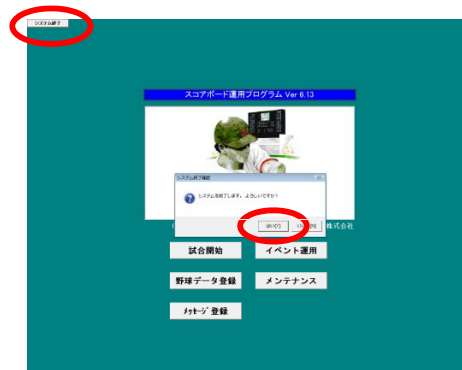 システム終了
スコアボード運用プログラム Ver 6.13
システム終了確認
システムを終了します。よろしいですか？
はい(Y)
株式会社
試合開始
イベント運用
野球データ登録
メンテナンス
ﾒｯｾｰｼﾞ登録